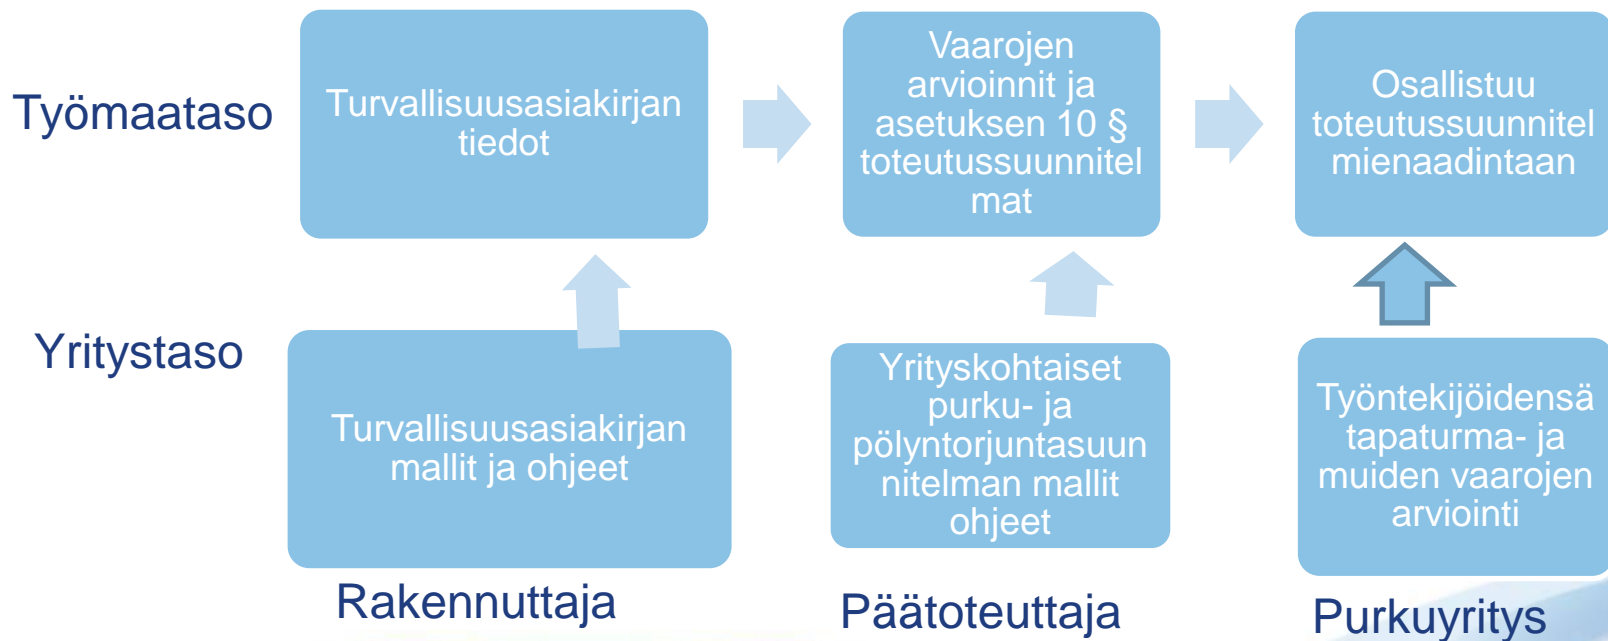 Työmaataso
Turvallisuusasiakirjan
tiedot
Vaarojen
arvioinnit ja
asetuksen 10 §
toteutussuunnitel
mat
Osallistuu
toteutussuunnitel
mienaadintaan
Yritystaso
Turvallisuusasiakirjan
mallit ja ohjeet
Yrityskohtaiset
purku- ja
pölyntorjuntasuun
nitelman mallit
ohjeet
Työntekijöidensä
tapaturma- ja
muiden vaarojen
arviointi
Rakennuttaja
Päätoteuttaja
Purkuyritys